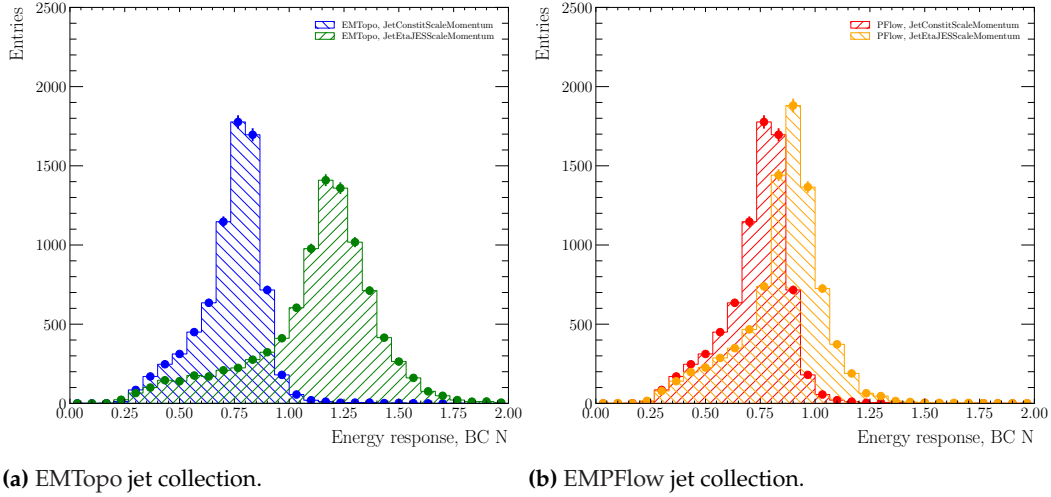 Entries
2500
2000
1500
1000
500
0
EMTopo, JetConstitScaleMomentum
EMTopo, JetEtaJESScaleMomentum
0.00 0.25 0.50 0.75 1.00 1.25 1.50 1.75 2.00
Energy response, BC N
(a) EMTopo jet collection.
Entries
2500
2000
1500
1000
500
0
PFlow, JetConstitScaleMomentum
PFlow, JetEtaJESScaleMomentum
0.00 0.25 0.50 0.75 1.00 1.25 1.50 1.75 2.00
Energy response, BC N
(b) EMPFlow jet collection.